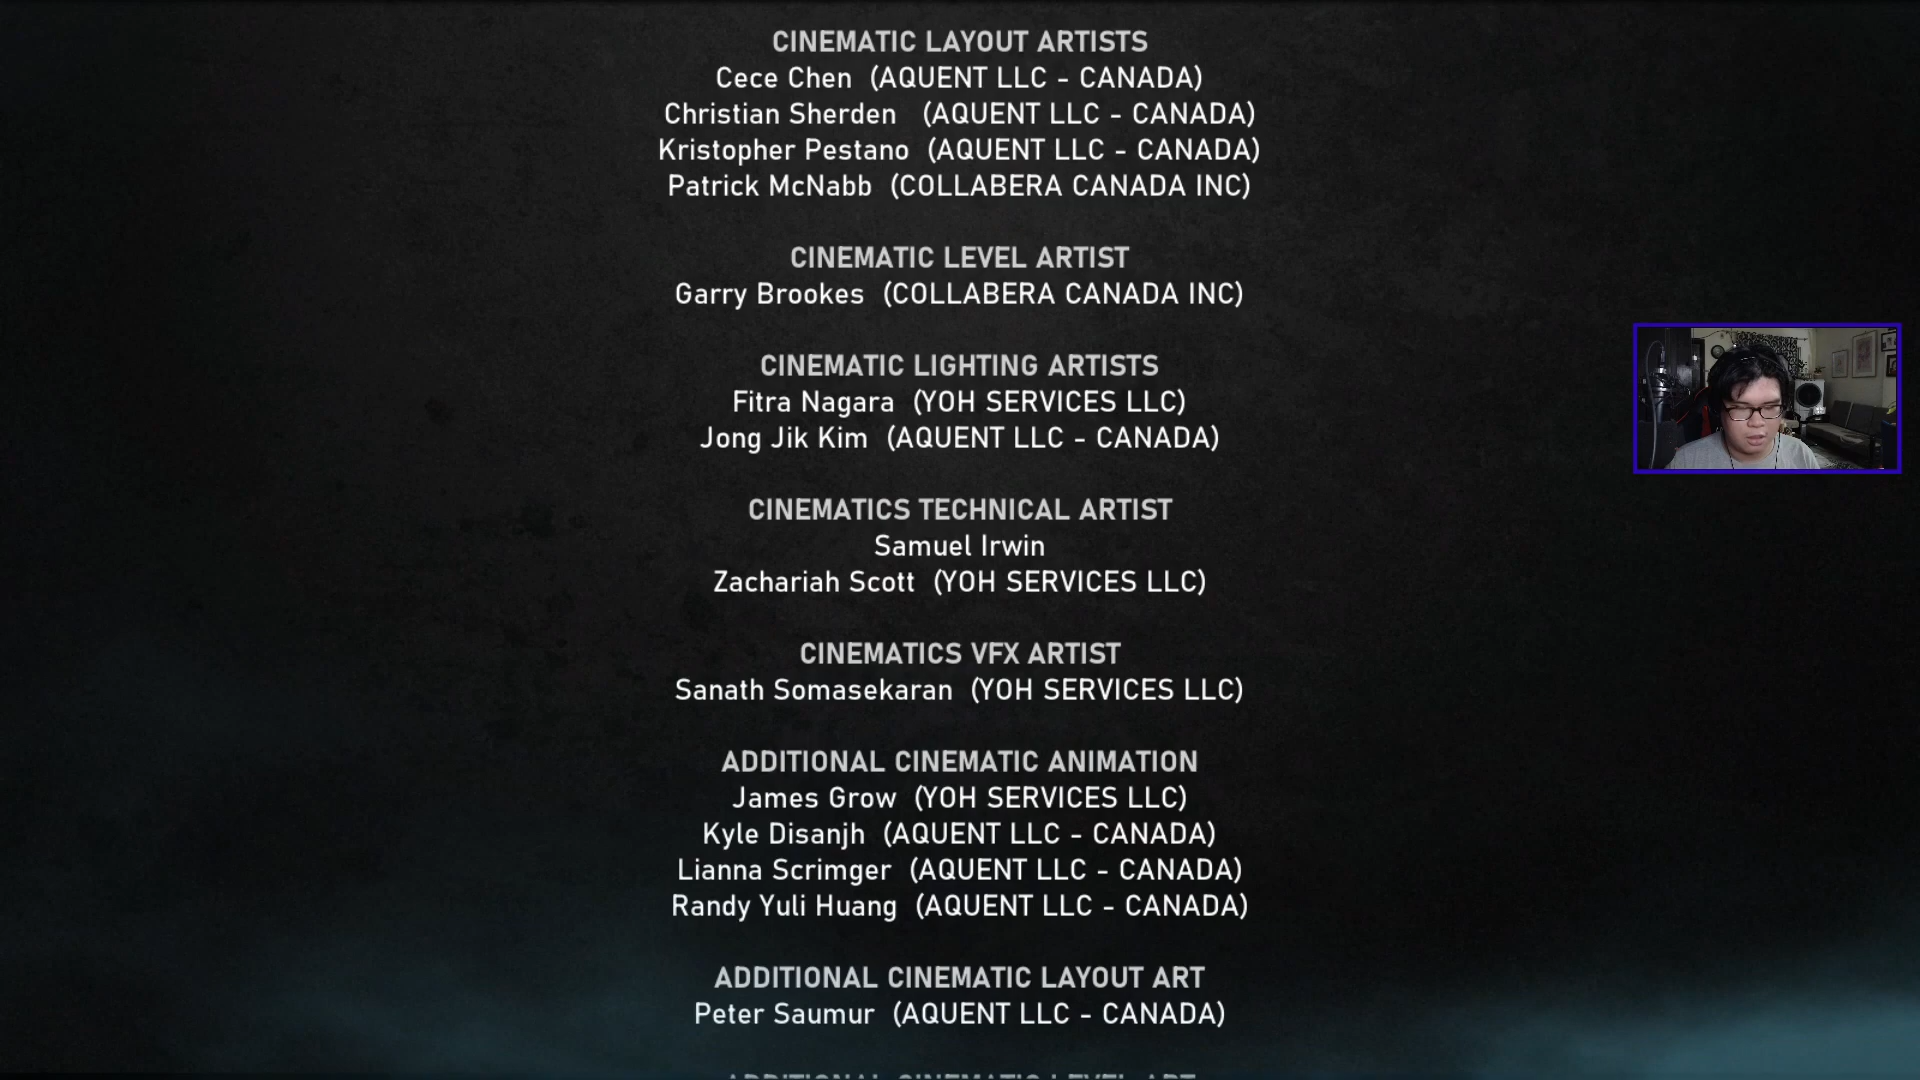 CINEMATIC LAYOUT ARTISTS
Cece Chen (AQUENT LLC - CANADA)
Christian Sherden (AQUENT LLC - CANADA)
Kristopher Pestano (AQUENT LLC - CANADA)
Patrick McNabb (COLLABERA CANADA INC)
CINEMATIC LEVEL ARTIST
Garry Brookes (COLLABERA CANADA INC)
CINEMATIC LIGHTING ARTISTS
Fitra Nagara (YOH SERVICES LLC)
Jong Jik Kim (AQUENT LLC - CANADA)
CINEMATICS TECHNICAL ARTIST
Samuel Irwin
Zachariah Scott (YOH SERVICES LLC)
CINEMATICS VFX ARTIST
Sanath Somasekaran (YOH SERVICES LLC)
ADDITIONAL CINEMATIC ANIMATION
James Grow (YOH SERVICES LLC)
Kyle Disanjh (AQUENT LLC - CANADA)
Lianna Scrimger (AQUENT LLC - CANADA)
Randy Yuli Huang (AQUENT LLC - CANADA)
ADDITIONAL CINEMATIC LAYOUT ART
Peter Saumur (AQUENT LLC - CANADA)